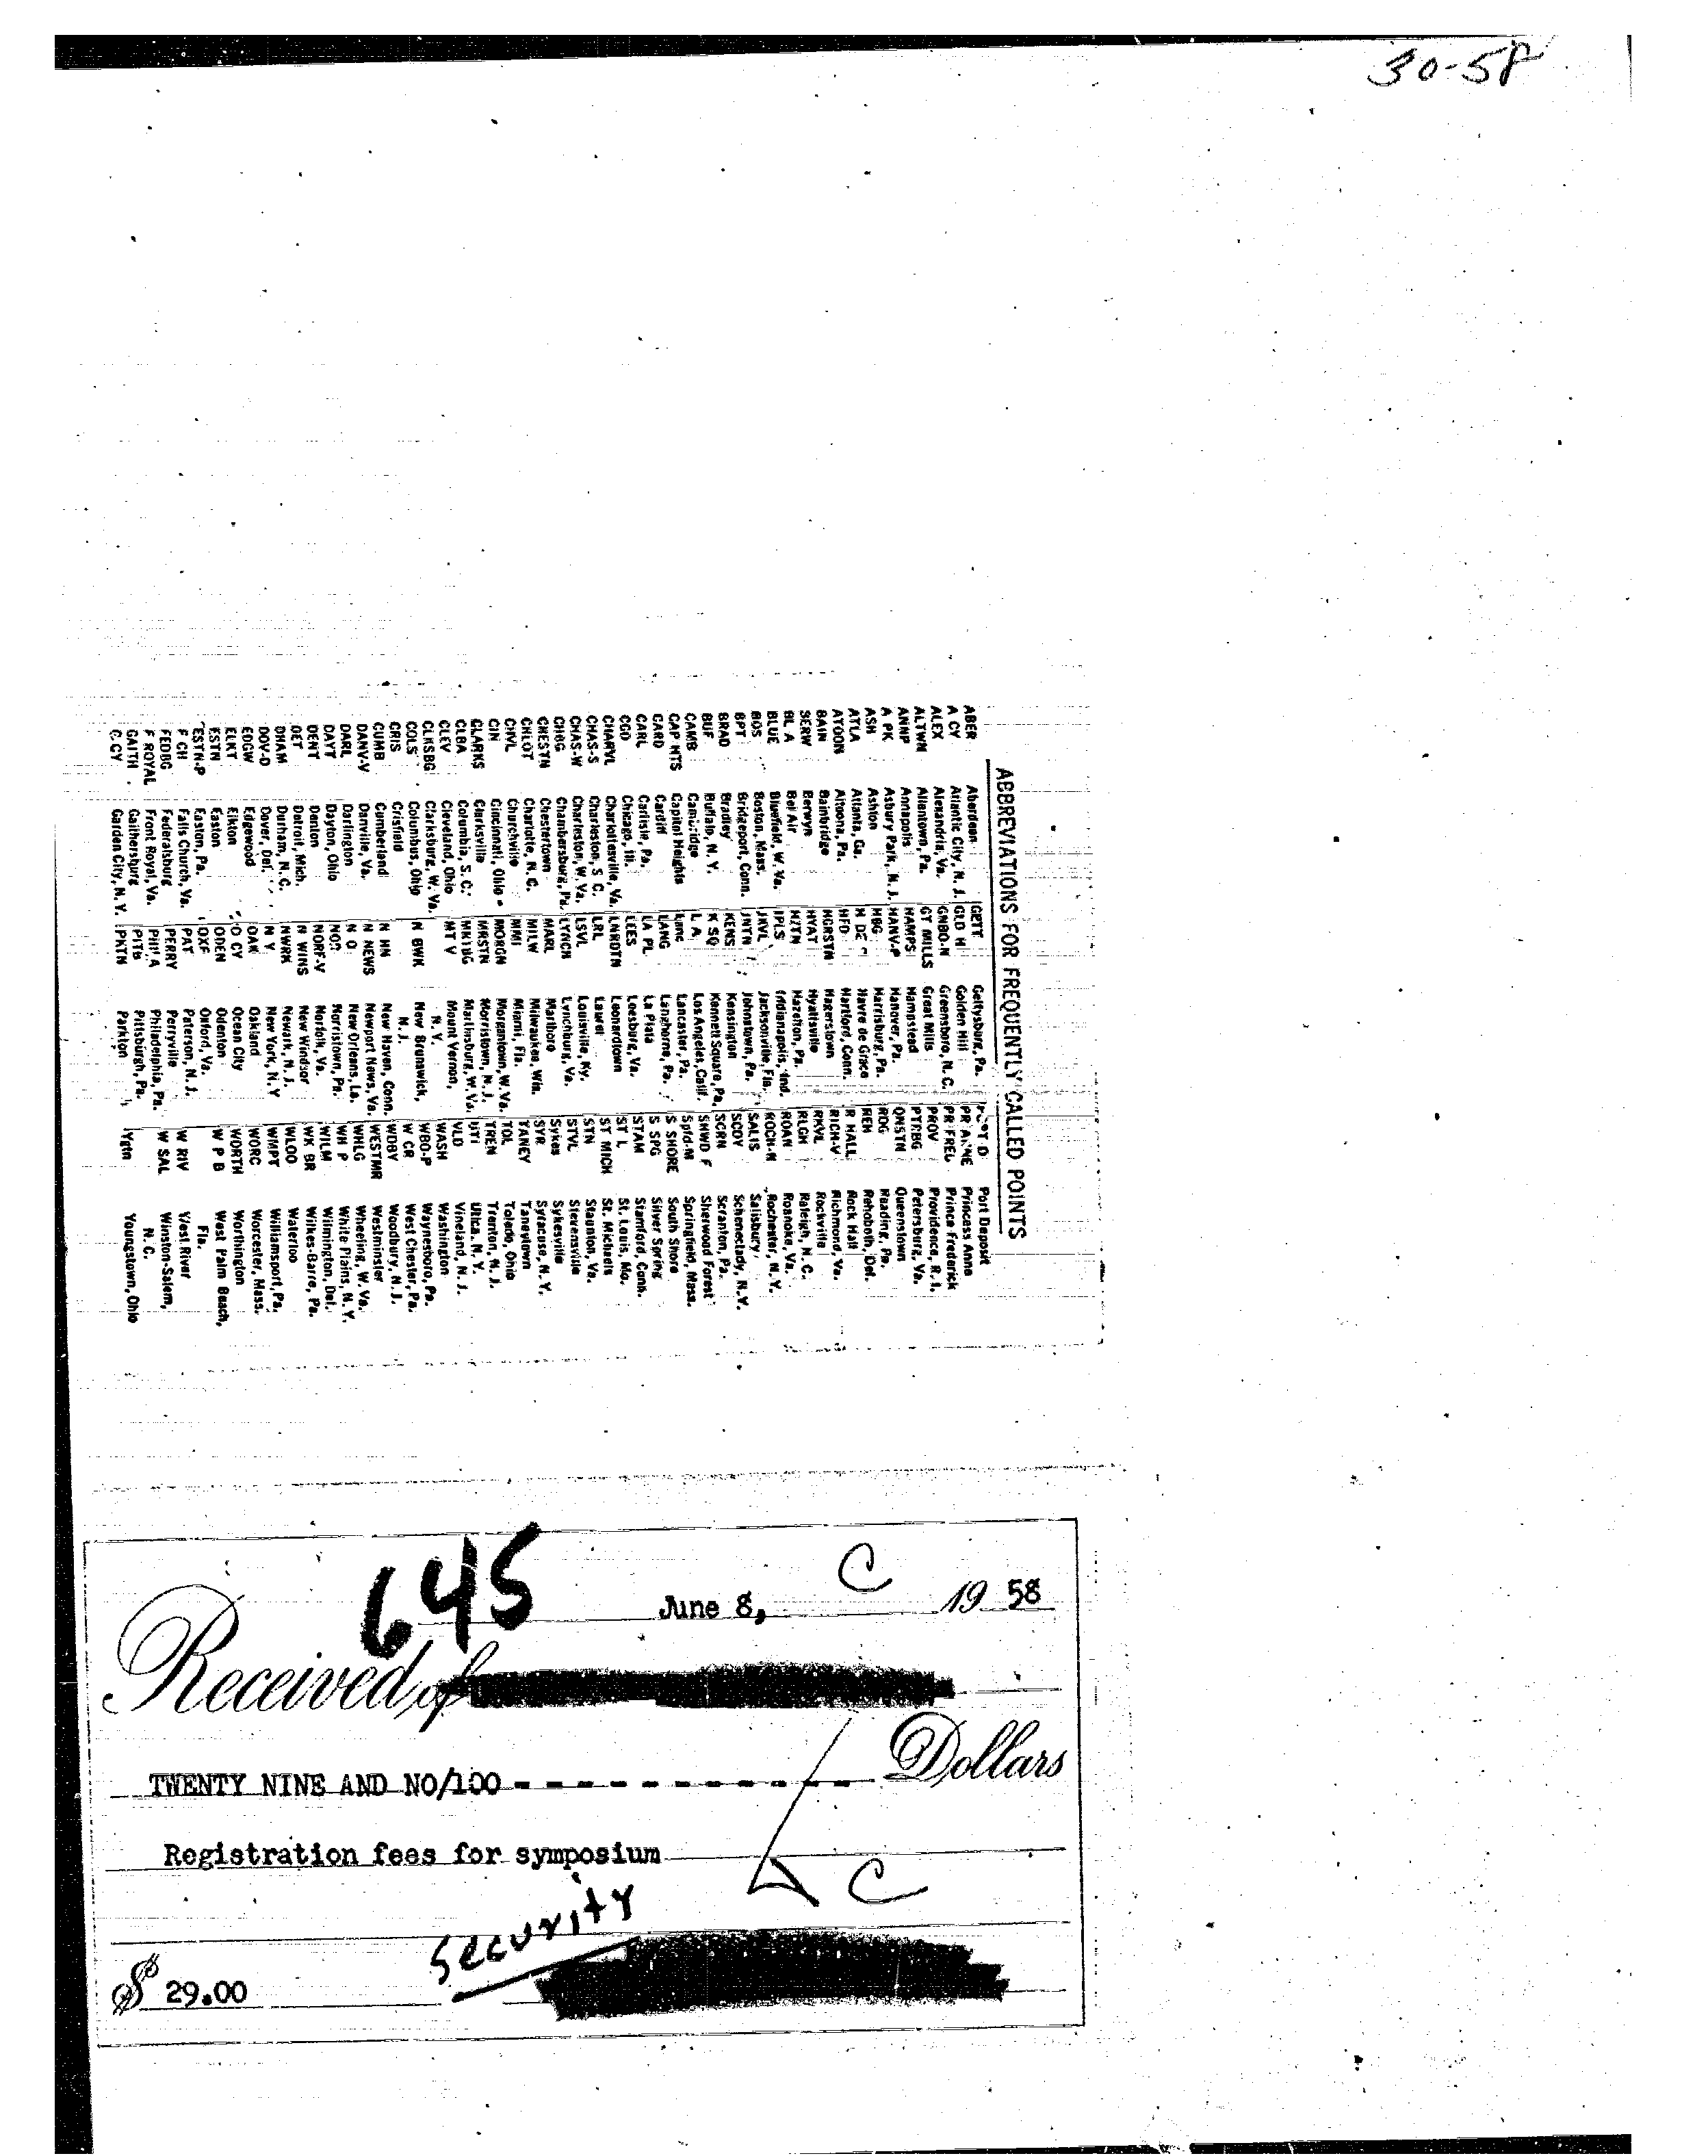 30-58
ABBREVIATIONS FOR FREQUENTLY CALLED POINTS
ABER Aberdeen
A CY Atlantic City, N. J.
ALEX Alexandria, Va.
ALTWN Allentown, Pa.
ANNP Annapolis
A PK Asbury Park, N. J.
ASH Ashton
ATLA Atlanta, Ga.
ATOON Altoona, Pa.
BAIN Bainbridge
BERW Berwyn
BL A Bel Air
BLUE Bluefield, W. Va.
BOS Boston, Mass.
BPT Bridgeport, Conn.
BRAD Bradley
BUF Buffalo, N. Y.
CAMB Cambridge
CAP HTS Capitol Heights
CARD Cardiff
CARL Carlisle, Pa.
CGO Chicago, Ill.
CHARVL Charlottesville, Va.
CHAS-S Charleston, S C.
CHAS-W Charleston, W. Va.
CHBG Chambersburg, Pa.
CHESTN Chestertown
CHLOT Charlotte, N. C.
CHVL Churchville
CIN Cincinnati, Ohio
CLARKS Clarksville
CLBA Columbia, S. C.
CLEV Cleveland, Ohio
CLKSBG Clarksburg, W. Va.
COLS Columbus, Ohio
CRIS Crisfield
CUMB Cumberland
DANV-V Danville, Va.
DARL Darlington
DAYT Dayton, Ohio
DENT Denton
DET Detroit, Mich.
DHAM Durham, N. C.
DOV-D Dover, Del.
EDGW Edgewood
ELKT Elkton
ESTN Easton
ESTN-P Easton, Pa.
F CH Falls Church, Va.
FEDBG Federalsburg
F ROYAL Front Royal, Va.
GAITH Gaithersburg
G CY Garden City, N. Y.
GETT Gettysburg, Pa.
GLD H Golden Hill
GNBO-N Greensboro, N. C.
GT MILLS Great Mills
HAMPS Hampstead
HANV-P Hanover, Pa.
HBG Harrisburg, Pa.
H DE Havre de Grace
HFD Hartford, Conn.
HGRSTN Hagerstown
HYAT Hyattsville
HZTN Hazelton, Pa.
IPLS Indianapolis, Ind.
JKVL Jacksonville, Fla.
JNTN Johnstown, Pa.
KENS Kensington
K SQ Kennett Square, Pa.
L A Los Angeles, Calif.
Lanc Lancaster, Pa.
LANG Langhorne, Pa.
LA PL La Plata
LEES Leesburg, Va.
LNRDTN Leonardtown
LRL Laurel
LSVL Louisville, Ky.
LYNCH Lynchburg, Va.
MARL Marlboro
MILW Milwaukee, Wis.
MMI Miami, Fla.
MORGN Morgantown, W. Va.
MRSTN Morristown, N. J.
MRTBG Martinsburg, W. Va.
MT V Mount Vernon,
N. Y.
N BWK New Brunswick,
N. J.
N HN New Haven, Conn.
N NEWS Newport News, Va.
N O New Orleans, La.
NOR Norristown, Pa.
NORF-V Norfolk, Va.
N WINS New Windsor
NWRK Newark, N. J.
N Y New York, N. Y
OAK Oakland
O CY Ocean City
ODEN Odenton
OXF Oxford, Va.
PAT Peterson, N. J.
PERRY Perryville
PHILA Philadelphia, Pa.
PITB Pittsburgh, Pa.
PKTN Parkton
PORT D Port Deposit
PR ANNE Princess Anne
PR FRED Prince Frederick
PROV Providence, R. I.
PTRBG Petersburg, Va.
QNSTN Queenstown
RDG Reading, Pa.
REH Rehoboth, Del.
R HALL Rock Hall
RICH-V Richmond, Va.
RKVL Rockville
RLGH Raleigh, N. C.
ROAN Roanoke, Va.
ROCH-N Rochester, N. Y.
SALIS Salisbury
SCDY Schenectady, N. Y.
SCRN Scranton, Pa.
SHWD F Sherwood Forest
Spfd-M Springfield, Mass.
S SHORE South Shore
S SPG Silver Spring
STAM Stamford, Conn.
ST L St. Louis, Mo.
ST MICH St. Michaels
STN Staunton, Va.
STVL Stevensville
Sykes Sykesville
SYR Syracuse, N. Y.
TANEY Taneytown
TOL Toledo, Ohio
TREN Trenton, N. J.
UTI Utica, N. Y.
VLD Vineland, N. J.
WASH Washington
WBO-P Waynesboro, Pa.
W CR West Chester, Pa.
WDBY Woodbury, N. J.
WESTMR Westminster
WHLG Wheeling, W. Va.
WH P White Plains, N. Y.
WILM Wilmington, Del.
WK BR Wilkes-Barre, Pa.
WLOO Waterloo
WMPT Williamsport, Pa.
WORC Worcester, Mass.
WORTH Worthington
W P B West Palm Beach,
Fla.
W RIV West River
W SAL Winston-Salem,
N. C.
Ygtn Youngstown, Ohio
645
C
June 8, 19 58
Received of
TWENTY NINE AND NO/100 - - - - - - - - - - - - Dollars
Registration fees for symposium
C
Security
$ 29.00